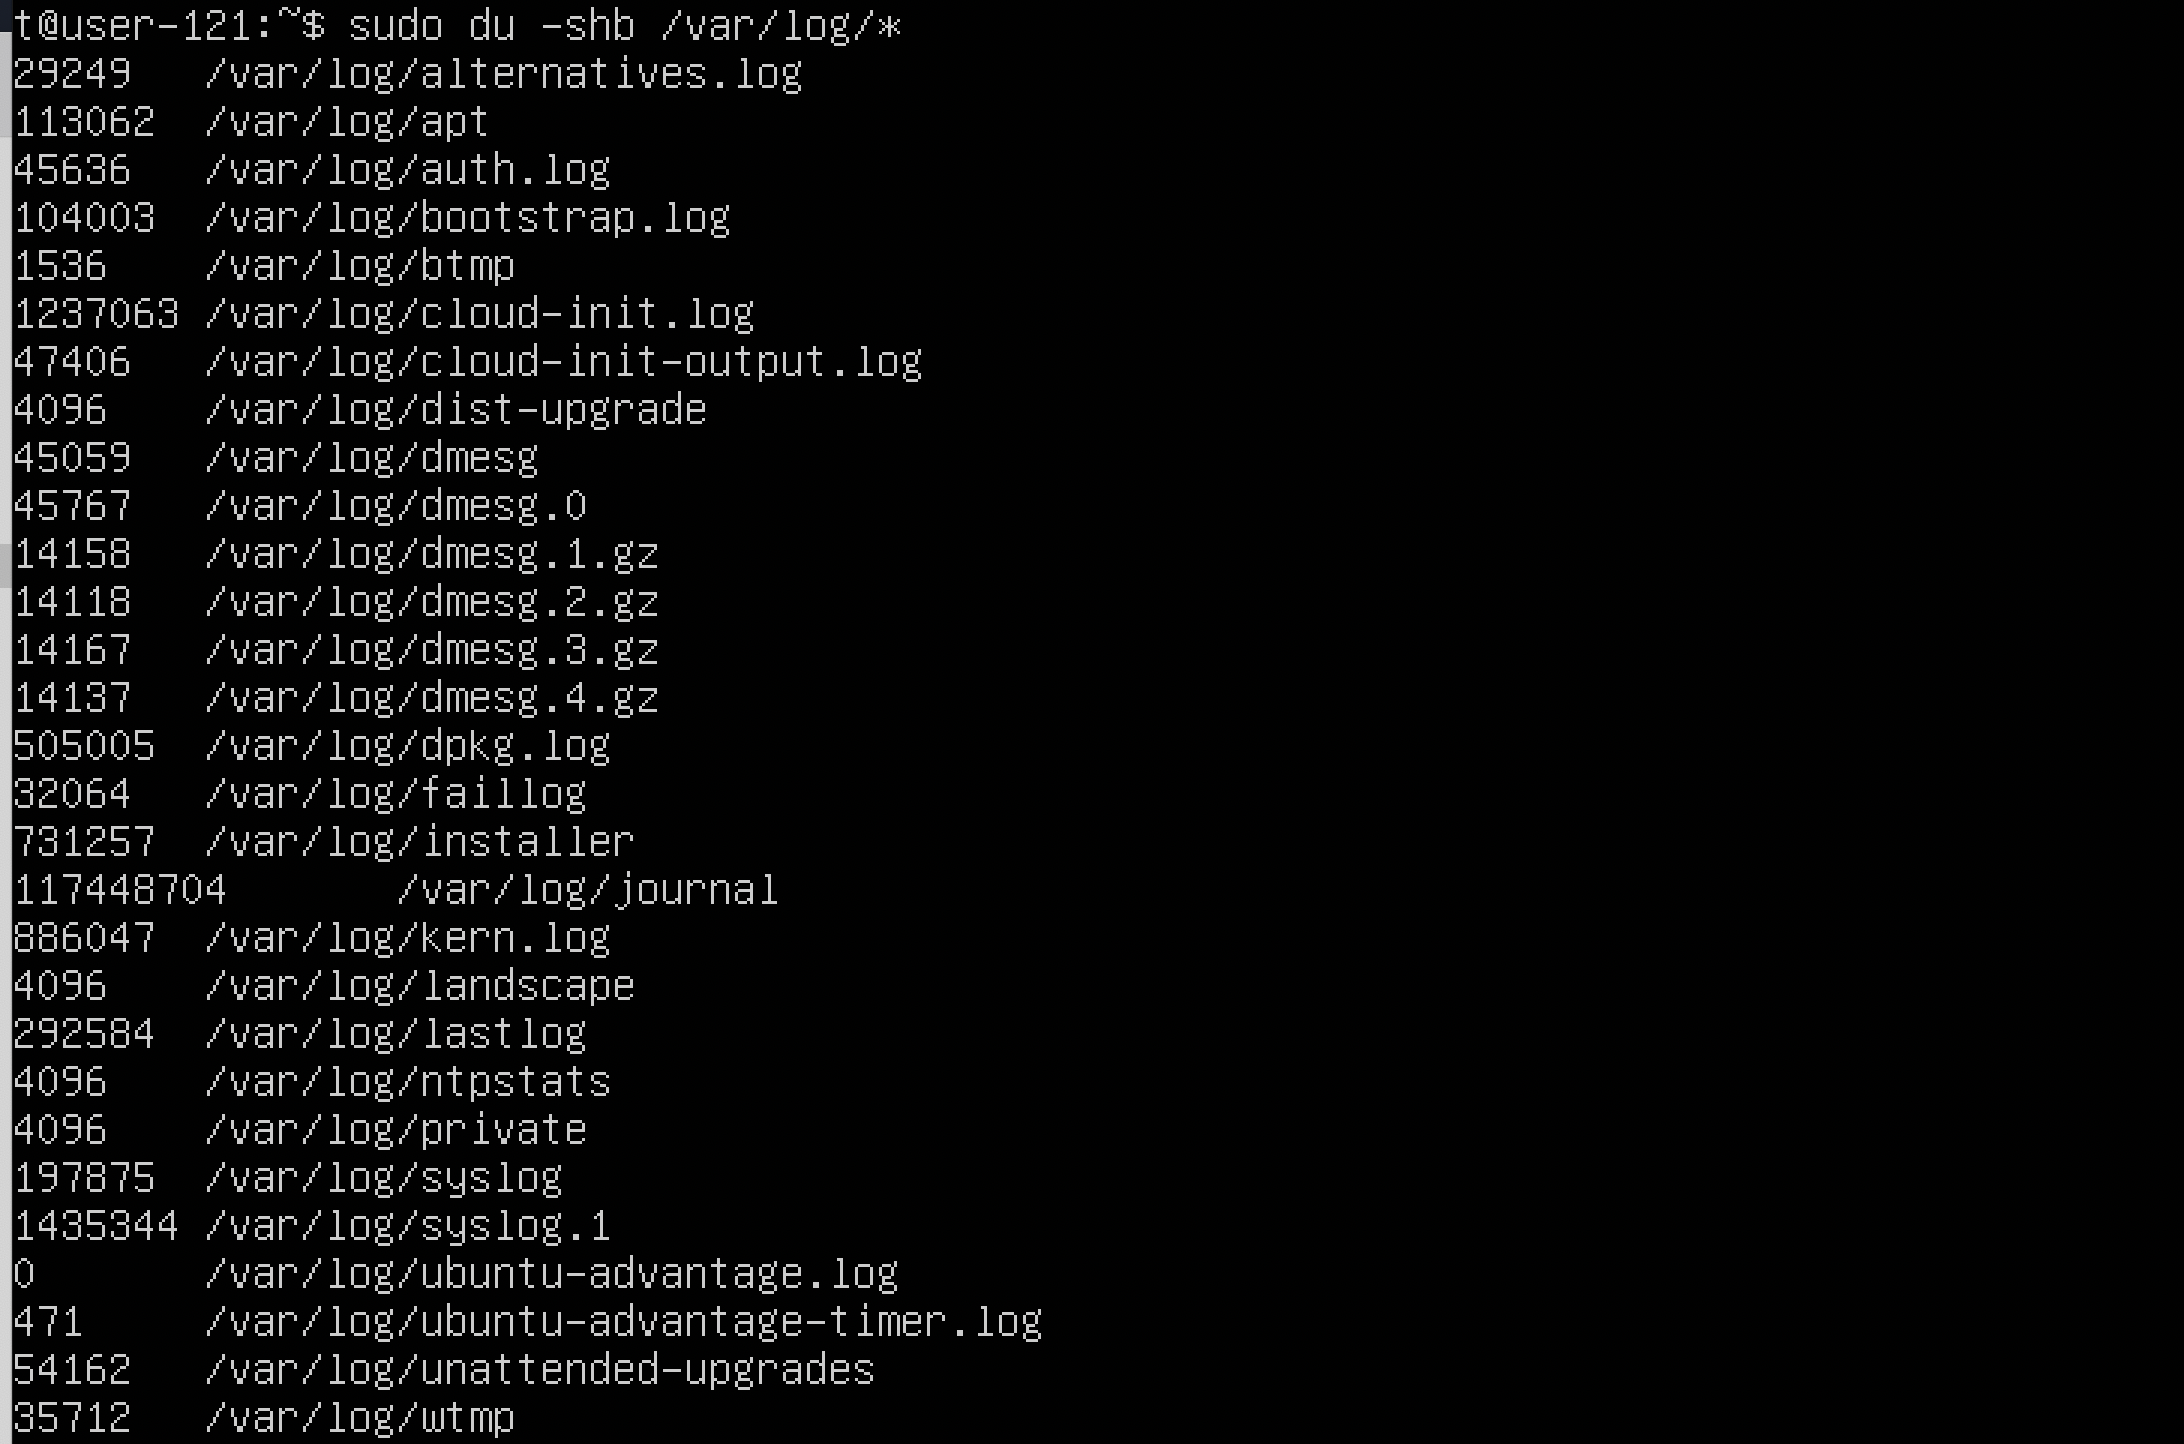 t@user-121:~$ sudo du -shb /var/log/*
29249   /var/log/alternatives.log
113062  /var/log/apt
45636   /var/log/auth.log
104003  /var/log/bootstrap.log
1536    /var/log/btmp
1237063 /var/log/cloud-init.log
47406   /var/log/cloud-init-output.log
4096    /var/log/dist-upgrade
45059   /var/log/dmesg
45767   /var/log/dmesg.0
14158   /var/log/dmesg.1.gz
14118   /var/log/dmesg.2.gz
14167   /var/log/dmesg.3.gz
14137   /var/log/dmesg.4.gz
505005  /var/log/dpkg.log
32064   /var/log/faillog
731257  /var/log/installer
117448704       /var/log/journal
886047  /var/log/kern.log
4096    /var/log/landscape
292584  /var/log/lastlog
4096    /var/log/ntpstats
4096    /var/log/private
197875  /var/log/syslog
1435344 /var/log/syslog.1
0       /var/log/ubuntu-advantage.log
471     /var/log/ubuntu-advantage-timer.log
54162   /var/log/unattended-upgrades
35712   /var/log/wtmp